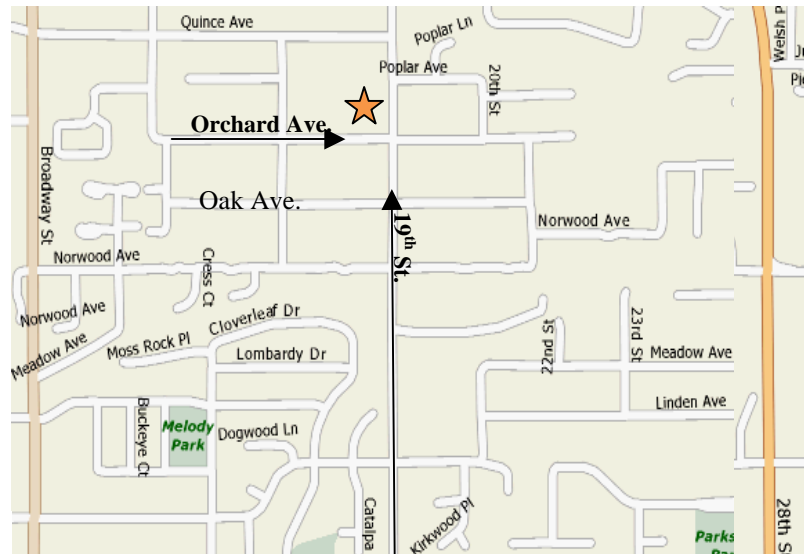 Quince Ave
Poplar Ln
Welsh P
Poplar Ave
20th St
Orchard Ave.
Broadway St
Oak Ave.
19th St.
Norwood Ave
Norwood Ave
Cress Ct
Norwood Ave
Cloverleaf Dr
Meadow Ave
Moss Rock Pl
Lombardy Dr
22nd St
23rd St
Meadow Ave
Linden Ave
Buckeye Ct
Melody
Park
Dogwood Ln
Catalpa
Kirkwood Pl
28th S
Parks